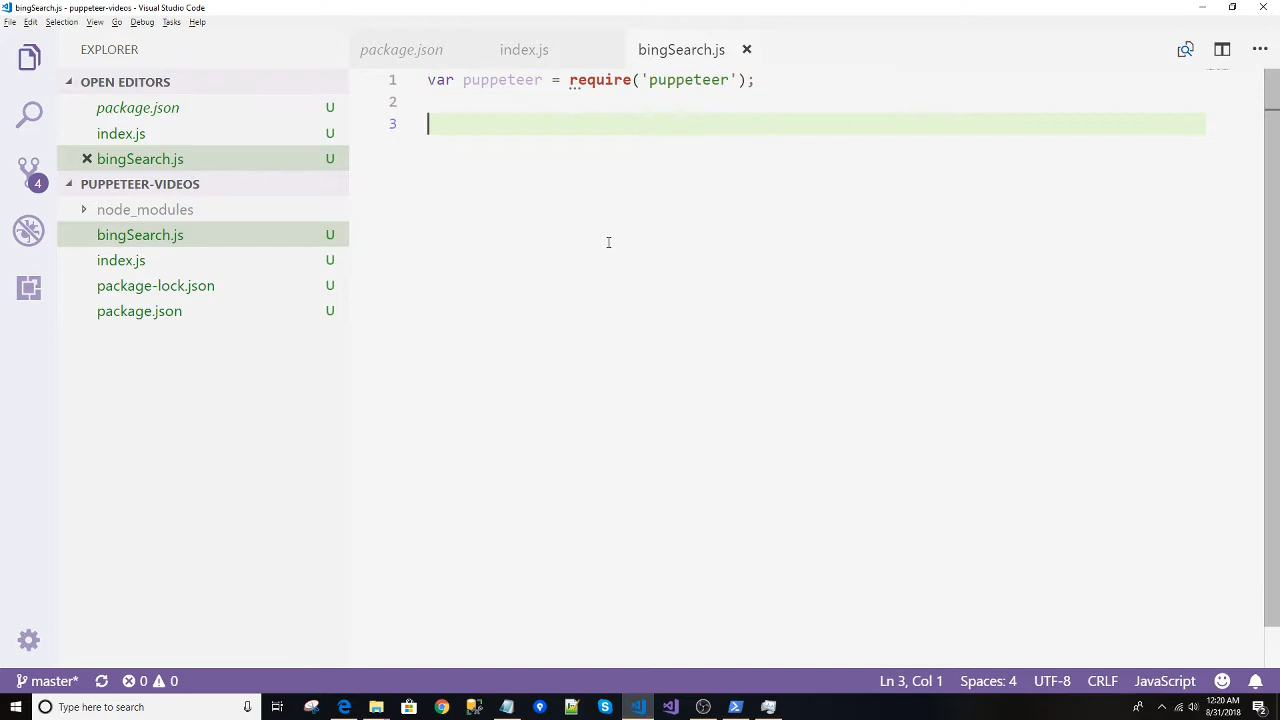 bingSearch.js - puppeteer-videos - Visual Studio Code
File Edit Selection View Go Debug Tasks Help
EXPLORER
package.json index.js bingSearch.js
OPEN EDITORS
package.json U
index.js U
bingSearch.js U
PUPPETEER-VIDEOS
node_modules
bingSearch.js U
index.js U
package-lock.json U
package.json U
1 var puppeteer = require('puppeteer');
2
3
4
master* 0 0 Ln 3, Col 1 Spaces: 4 UTF-8 CRLF JavaScript
Type here to search
12:20 AM
8/31/2018